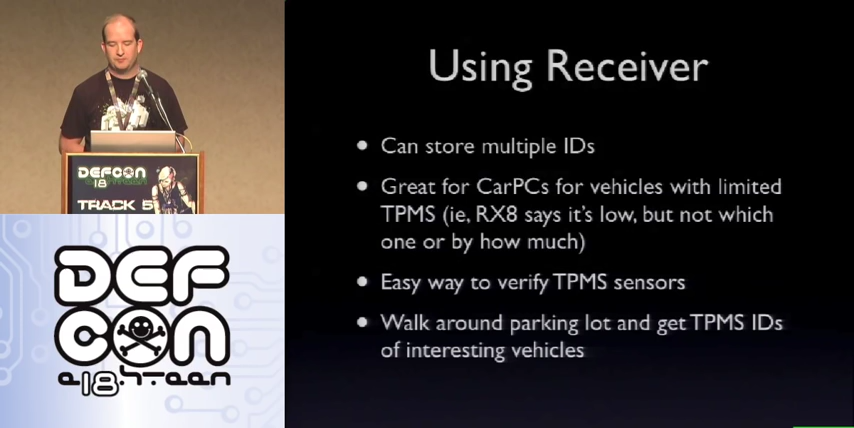 Using Receiver
• Can store multiple IDs
• Great for CarPCs for vehicles with limited
TPMS (ie, RX8 says it's low, but not which
one or by how much)
• Easy way to verify TPMS sensors
• Walk around parking lot and get TPMS IDs
of interesting vehicles
DEFCON
18
TRACK 5
DEF
CON
e18hteen